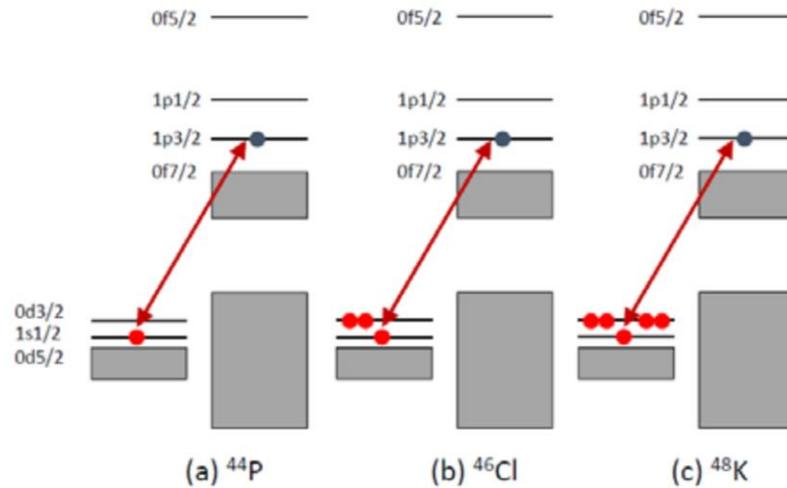 0f5/2 0f5/2 0f5/2
1p1/2 1p1/2 1p1/2
1p3/2 1p3/2 1p3/2
0f7/2 0f7/2 0f7/2
0d3/2
1s1/2
0d5/2
(a) ⁴⁴P (b) ⁴⁶Cl (c) ⁴⁸K